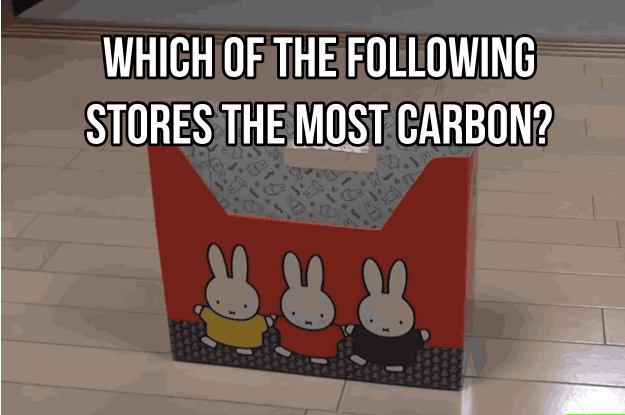 WHICH OF THE FOLLOWING
STORES THE MOST CARBON?